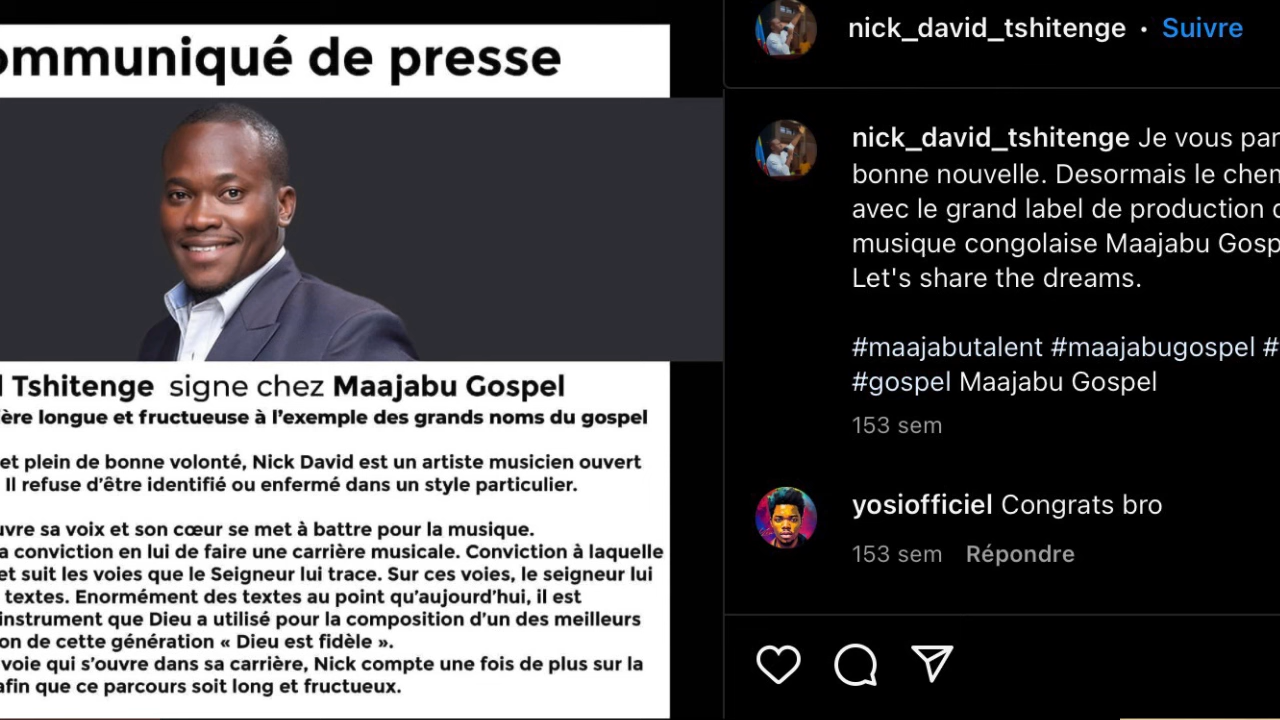 ommuniqué de presse
Tshitenge signe chez Maajabu Gospel
ère longue et fructueuse à l'exemple des grands noms du gospel
et plein de bonne volonté, Nick David est un artiste musicien ouvert
Il refuse d'être identifié ou enfermé dans un style particulier.
uvre sa voix et son cœur se met à battre pour la musique.
a conviction en lui de faire une carrière musicale. Conviction à laquelle
et suit les voies que le Seigneur lui trace. Sur ces voies, le seigneur lui
textes. Enormément des textes au point qu'aujourd'hui, il est
instrument que Dieu a utilisé pour la composition d'un des meilleurs
on de cette génération « Dieu est fidèle ».
voie qui s'ouvre dans sa carrière, Nick compte une fois de plus sur la
afin que ce parcours soit long et fructueux.
nick_david_tshitenge • Suivre
nick_david_tshitenge Je vous par
bonne nouvelle. Desormais le chem
avec le grand label de production
musique congolaise Maajabu Gosp
Let's share the dreams.
#maajabutalent #maajabugospel #
#gospel Maajabu Gospel
153 sem
yosiofficiel Congrats bro
153 sem Répondre